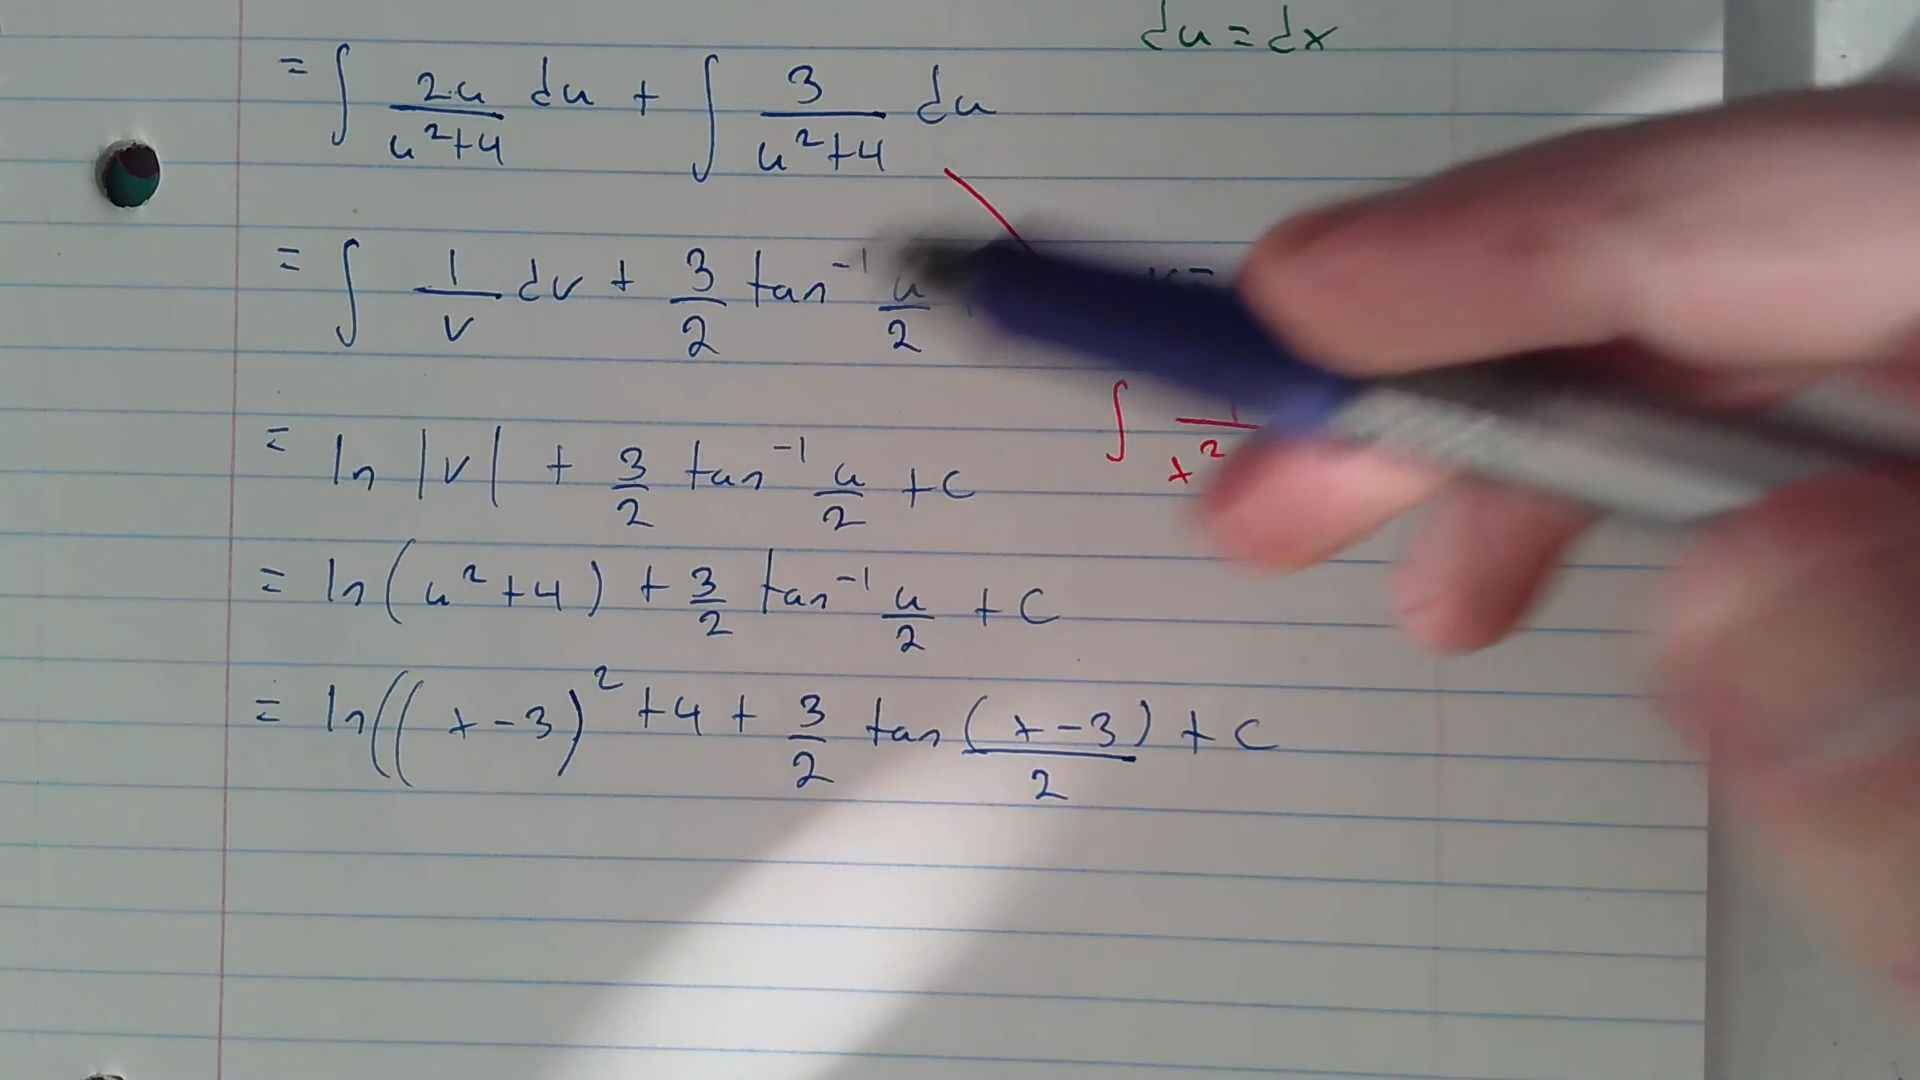 du = dx
= ∫ 2u/(u²+4) du + ∫ 3/(u²+4) du
= ∫ 1/v dv + 3/2 tan⁻¹ u/2
∫ 1/x²
= ln |v| + 3/2 tan⁻¹ u/2 + C
= ln(u²+4) + 3/2 tan⁻¹ u/2 + C
= ln((x-3)² +4 + 3/2 tan (x-3)/2 + C